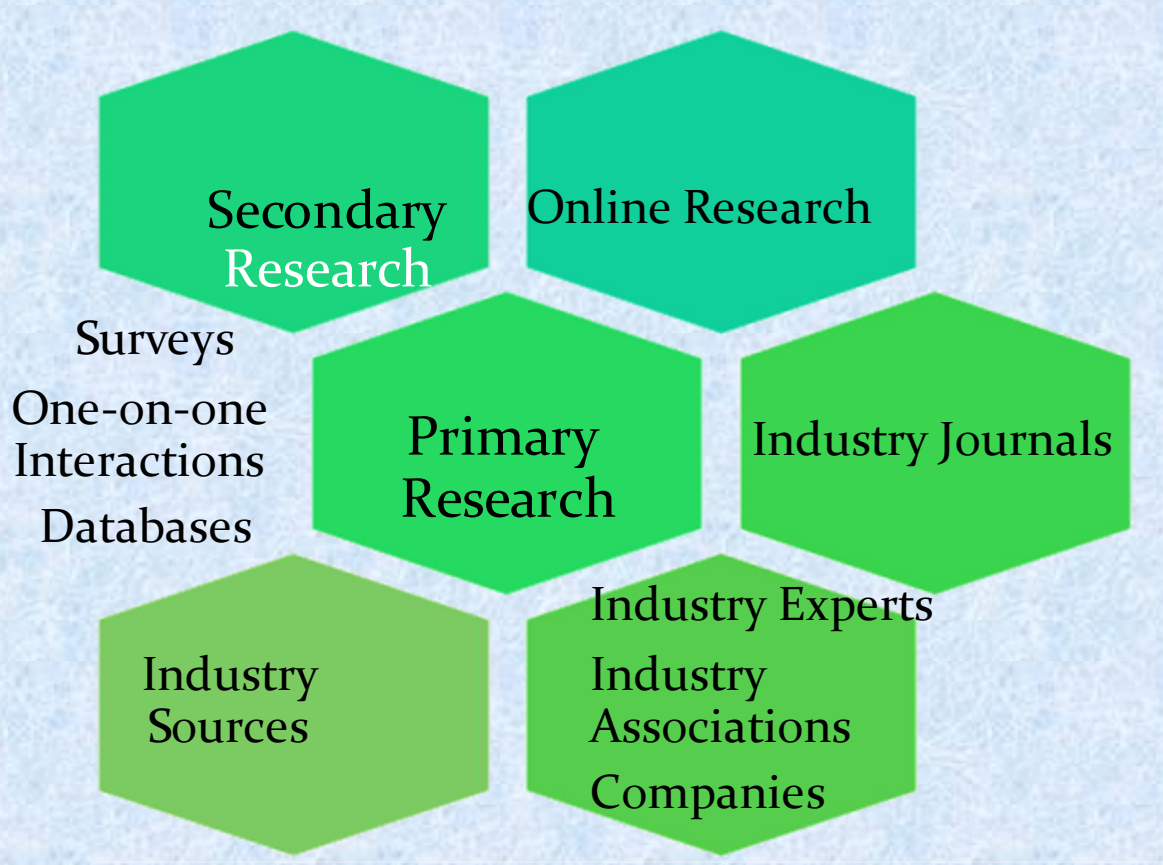 Secondary
Research
Online Research
Surveys
One-on-one
Interactions
Databases
Primary
Research
Industry Journals
Industry
Sources
Industry Experts
Industry
Associations
Companies